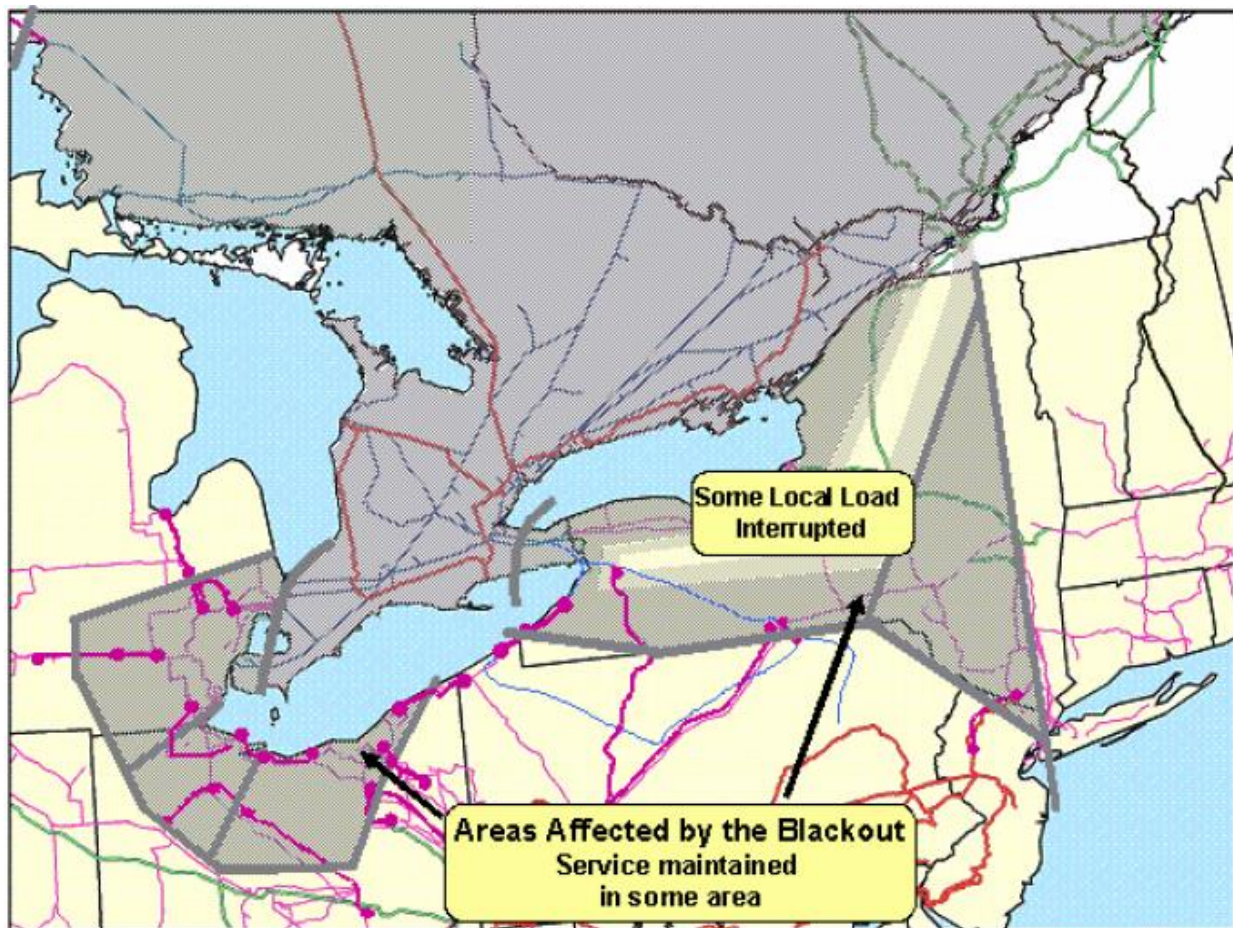 Some Local Load
Interrupted
Areas Affected by the Blackout
Service maintained
in some area